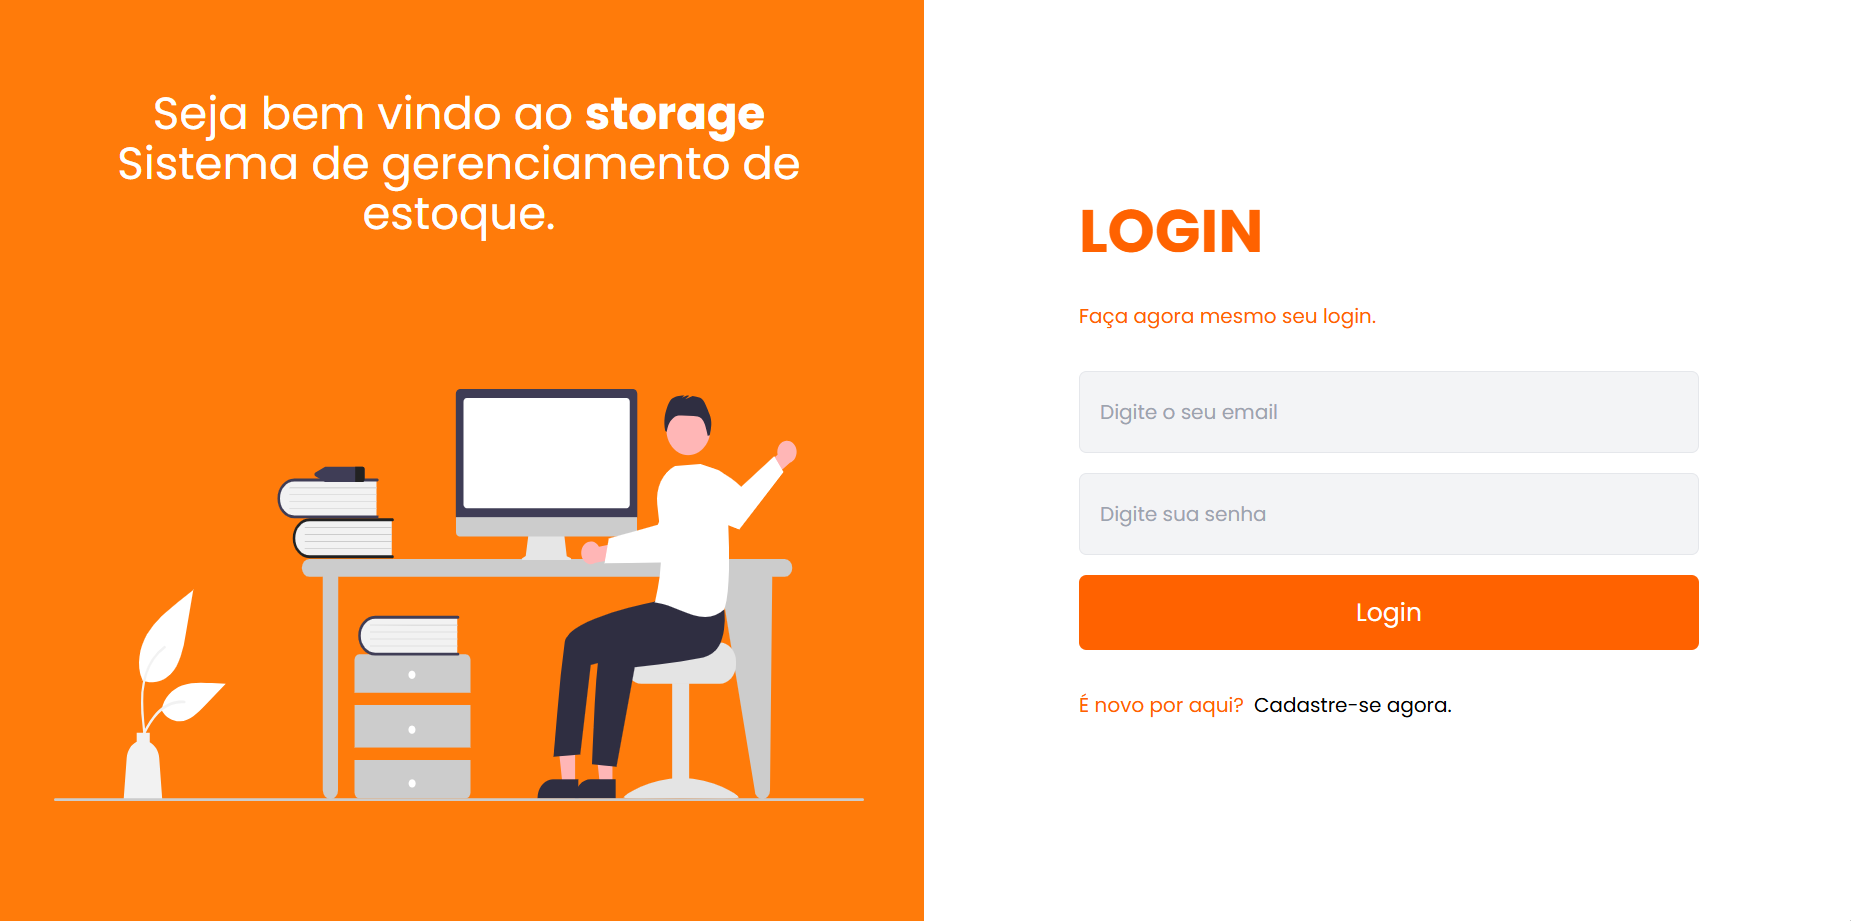 Seja bem vindo ao storage
Sistema de gerenciamento de
estoque.
LOGIN
Faça agora mesmo seu login.
Digite o seu email
Digite sua senha
Login
É novo por aqui? Cadastre-se agora.